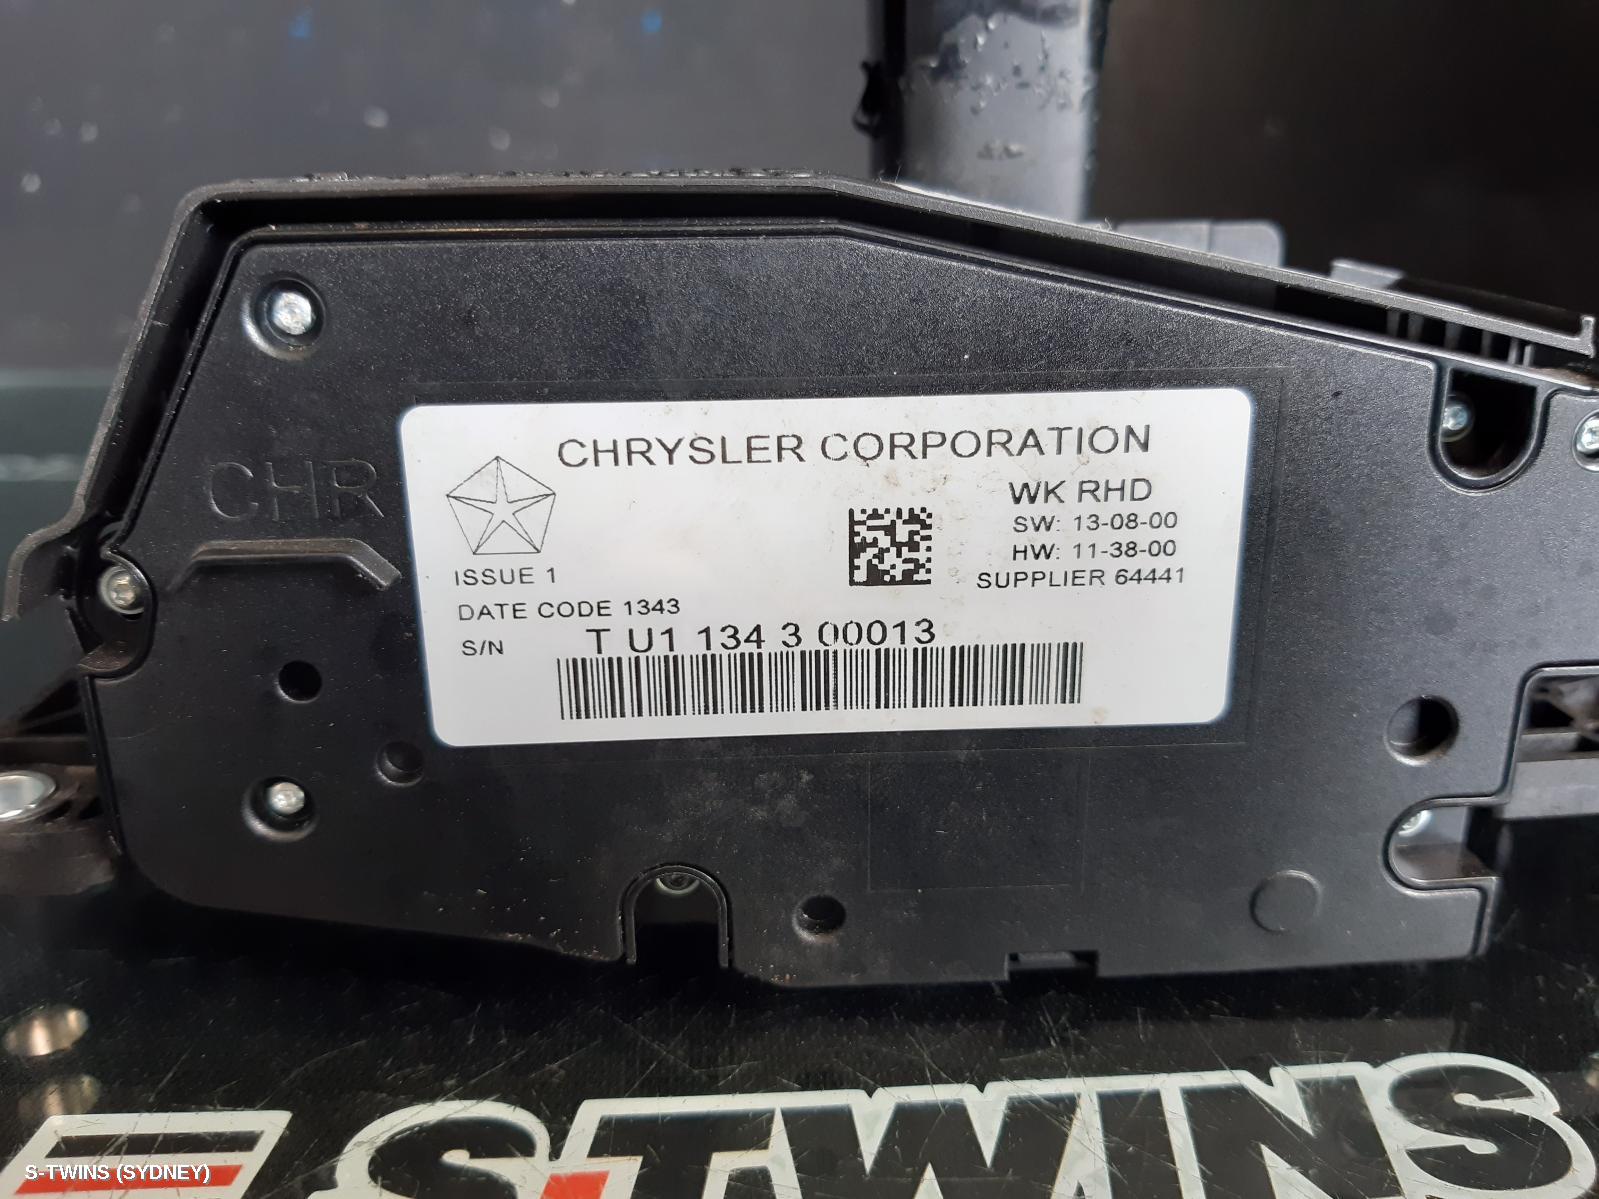 CHR
CHRYSLER CORPORATION
WK RHD
SW: 13-08-00
HW: 11-38-00
SUPPLIER 64441
ISSUE 1
DATE CODE 1343
S/N T U1 134 3 00013
S-TWINS
S-TWINS (SYDNEY)